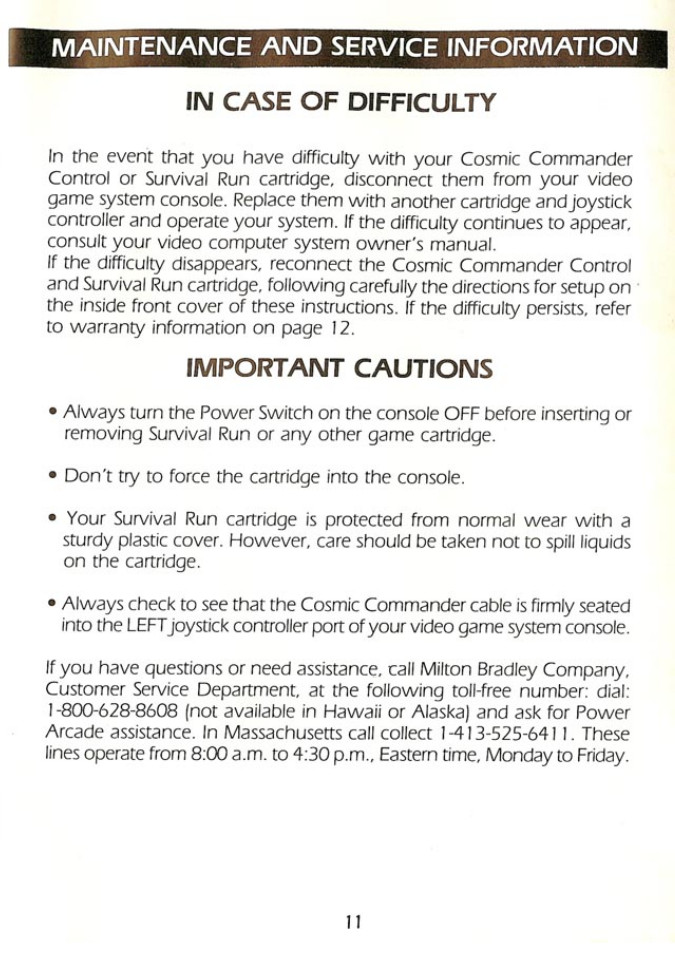 MAINTENANCE AND SERVICE INFORMATION
IN CASE OF DIFFICULTY
In the event that you have difficulty with your Cosmic Commander
Control or Survival Run cartridge, disconnect them from your video
game system console. Replace them with another cartridge and joystick
controller and operate your system. If the difficulty continues to appear,
consult your video computer system owner's manual.
If the difficulty disappears, reconnect the Cosmic Commander Control
and Survival Run cartridge, following carefully the directions for setup on
the inside front cover of these instructions. If the difficulty persists, refer
to warranty information on page 12.
IMPORTANT CAUTIONS
• Always turn the Power Switch on the console OFF before inserting or
removing Survival Run or any other game cartridge.
• Don't try to force the cartridge into the console.
• Your Survival Run cartridge is protected from normal wear with a
sturdy plastic cover. However, care should be taken not to spill liquids
on the cartridge.
• Always check to see that the Cosmic Commander cable is firmly seated
into the LEFT joystick controller port of your video game system console.
If you have questions or need assistance, call Milton Bradley Company,
Customer Service Department, at the following toll-free number: dial:
1-800-628-8608 (not available in Hawaii or Alaska) and ask for Power
Arcade assistance. In Massachusetts call collect 1-413-525-6411. These
lines operate from 8:00 a.m. to 4:30 p.m., Eastern time, Monday to Friday.
11